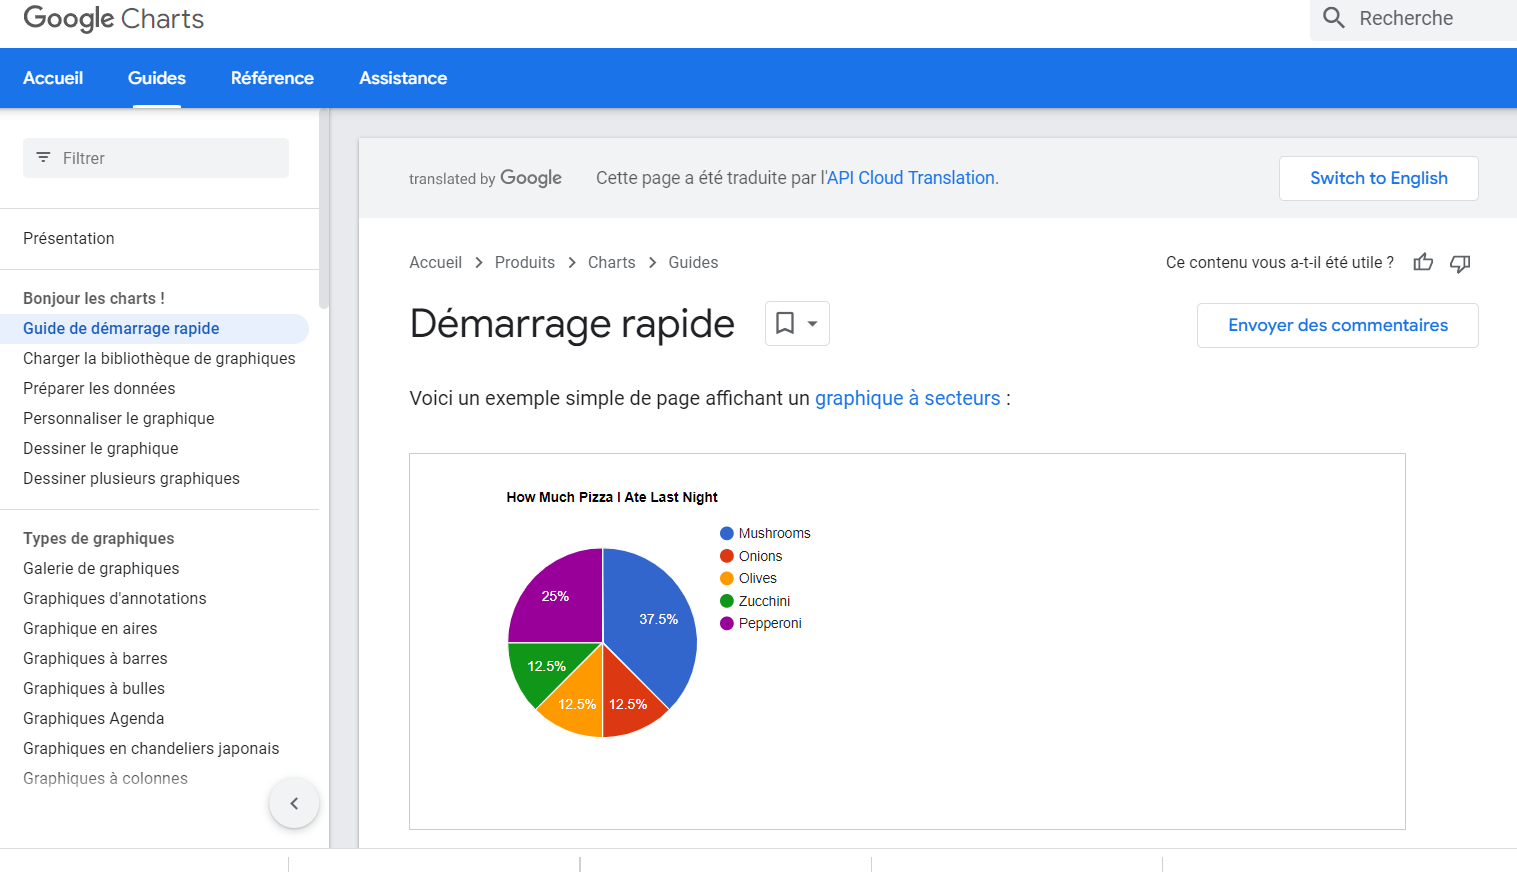 Google Charts
Recherche
Accueil
Guides
Référence
Assistance
Filtrer
Présentation
Bonjour les charts !
Guide de démarrage rapide
Charger la bibliothèque de graphiques
Préparer les données
Personnaliser le graphique
Dessiner le graphique
Dessiner plusieurs graphiques
Types de graphiques
Galerie de graphiques
Graphiques d'annotations
Graphique en aires
Graphiques à barres
Graphiques à bulles
Graphiques Agenda
Graphiques en chandeliers japonais
Graphiques à colonnes
translated by Google
Cette page a été traduite par l'API Cloud Translation.
Switch to English
Accueil > Produits > Charts > Guides
Ce contenu vous a-t-il été utile ?
Démarrage rapide
Envoyer des commentaires
Voici un exemple simple de page affichant un graphique à secteurs :
How Much Pizza I Ate Last Night
Mushrooms
Onions
Olives
Zucchini
Pepperoni
25%
37.5%
12.5%
12.5%
12.5%